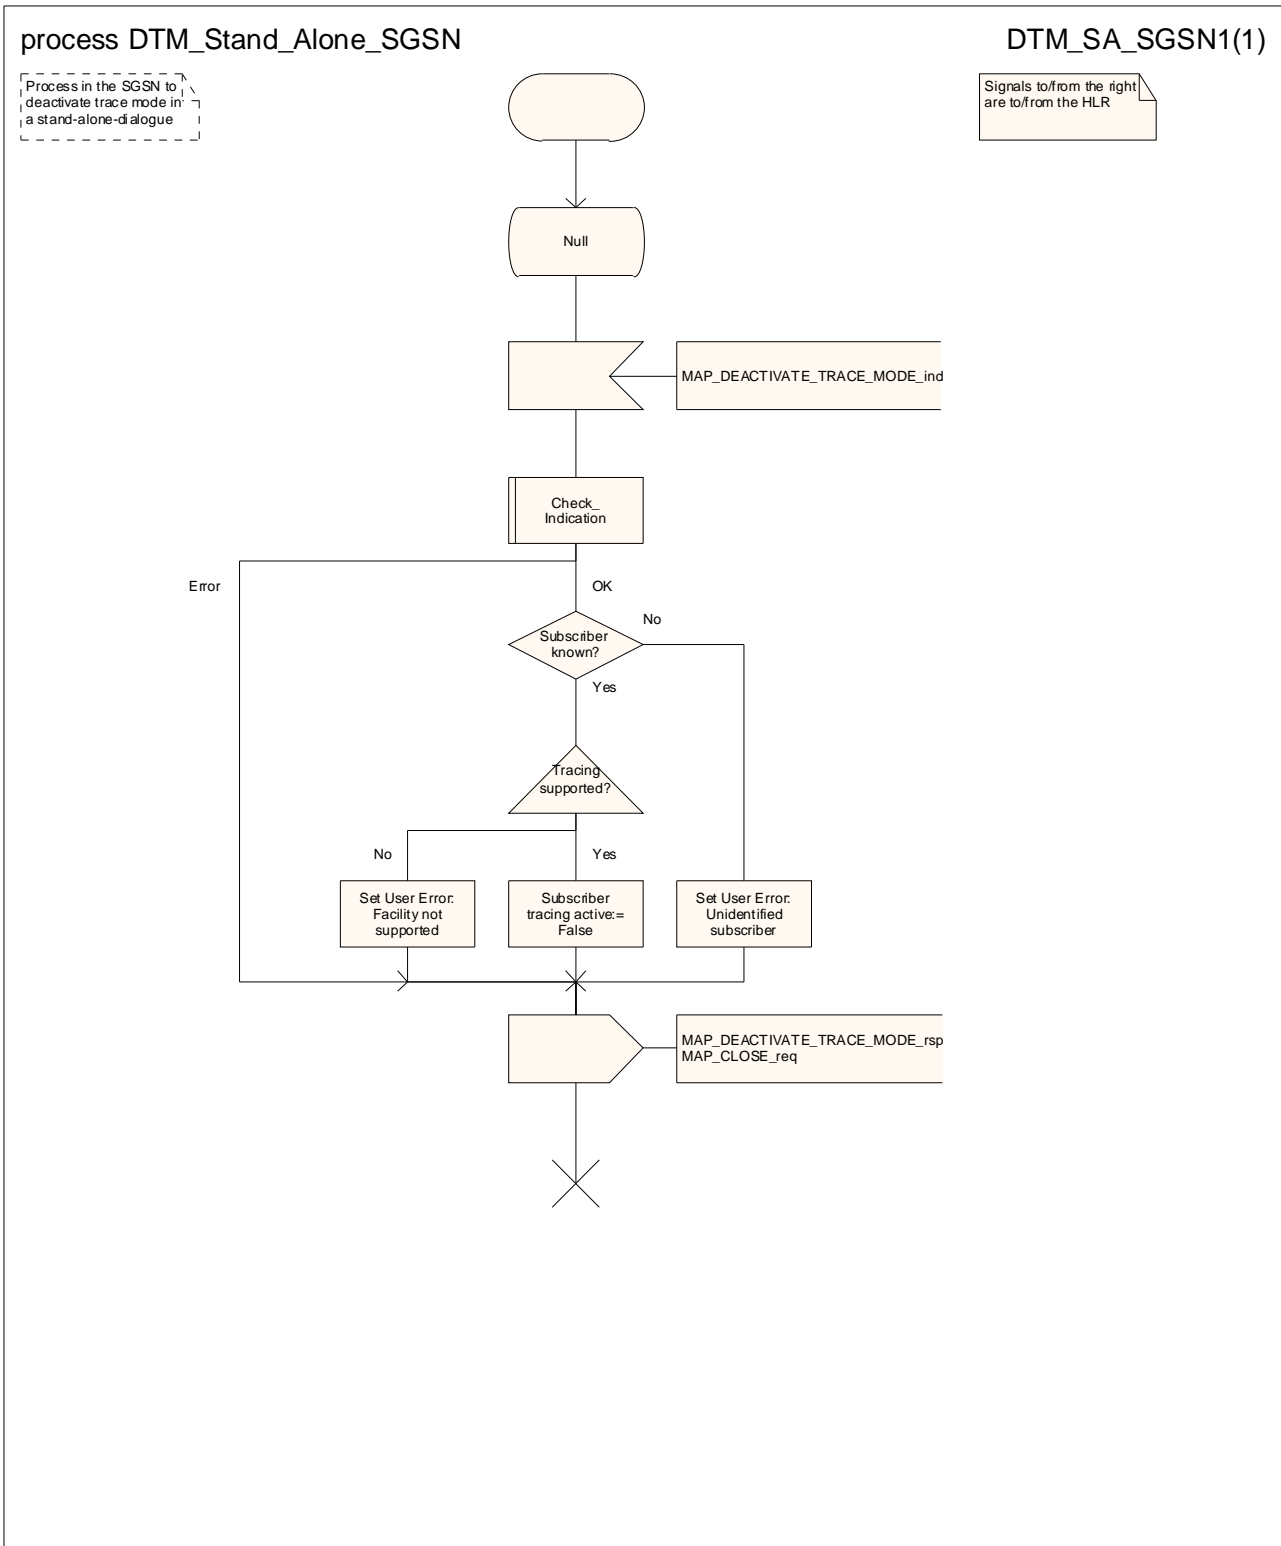 process DTM_Stand_Alone_SGSN
DTM_SA_SGSN1(1)
Process in the SGSN to
deactivate trace mode in
a stand-alone-dialogue
Signals to/from the right
are to/from the HLR
Null
MAP_DEACTIVATE_TRACE_MODE_ind
Check_
Indication
Error
OK
No
Subscriber
known?
Yes
Tracing
supported?
No
Yes
Set User Error:
Facility not
supported
Subscriber
tracing active:=
False
Set User Error:
Unidentified
subscriber
MAP_DEACTIVATE_TRACE_MODE_rsp
MAP_CLOSE_req